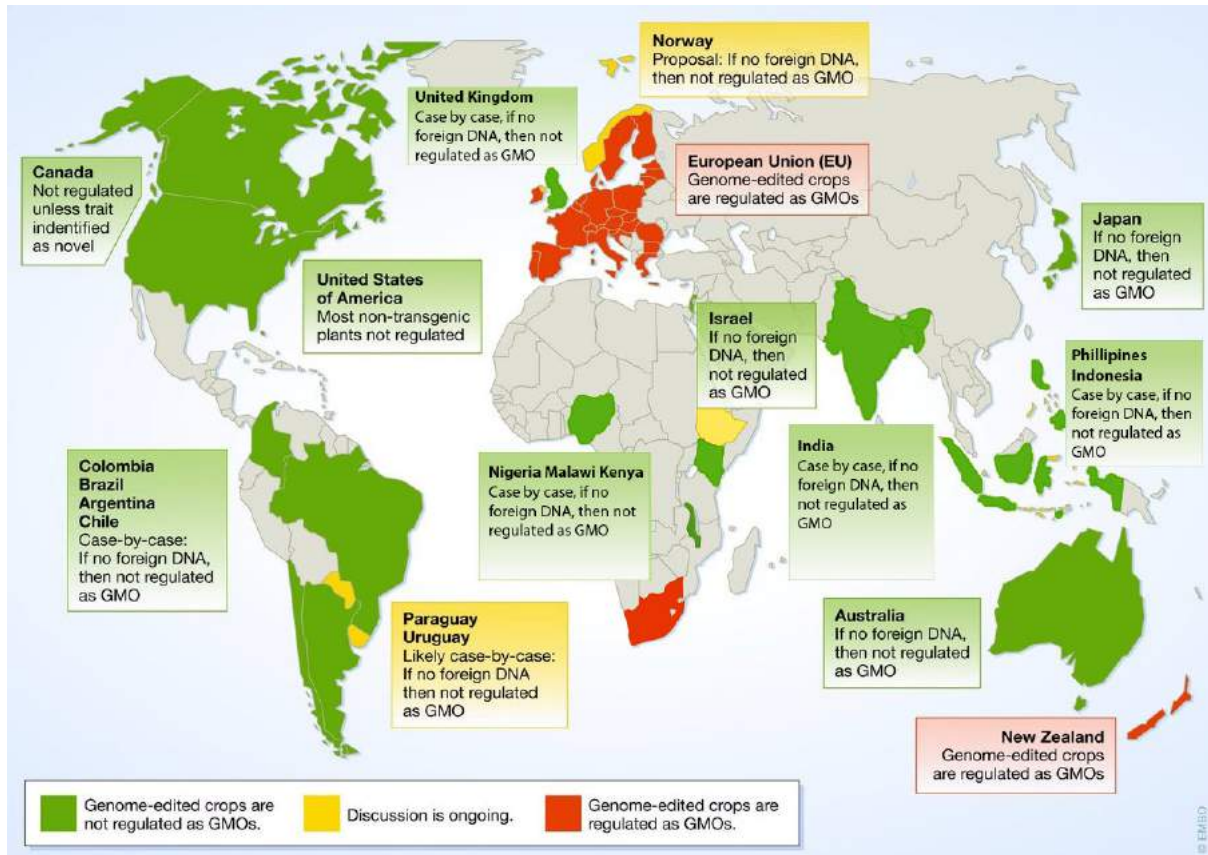 Norway
Proposal: If no foreign DNA,
then not regulated as GMO
United Kingdom
Case by case, if no
foreign DNA, then not
regulated as GMO
European Union (EU)
Genome-edited crops
are regulated as GMOs
Canada
Not regulated
unless trait
indentified
as novel
United States
of America
Most non-transgenic
plants not regulated
Japan
If no foreign
DNA, then
not regulated
as GMO
Israel
If no foreign
DNA, then
not regulated
as GMO
Phillipines
Indonesia
Case by case, if no
foreign DNA, then
not regulated as
GMO
Colombia
Brazil
Argentina
Chile
Case-by-case:
If no foreign DNA,
then not regulated
as GMO
Nigeria Malawi Kenya
Case by case, if no
foreign DNA, then not
regulated as GMO
India
Case by case, if no
foreign DNA, then
not regulated as
GMO
Paraguay
Uruguay
Likely case-by-case:
If no foreign DNA
then not regulated
as GMO
Australia
If no foreign DNA,
then not regulated
as GMO
New Zealand
Genome-edited crops
are regulated as GMOs
Genome-edited crops are
not regulated as GMOs.
Discussion is ongoing.
Genome-edited crops are
regulated as GMOs.
© EMBO